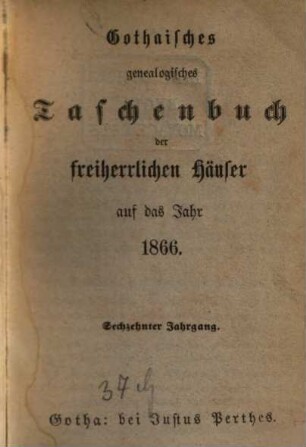 Gothaisches
genealogisches
Taschenbuch
der
freiherrlichen Häuser
auf das Jahr
1866.
Sechzehnter Jahrgang.
Gotha: bei Justus Perthes.